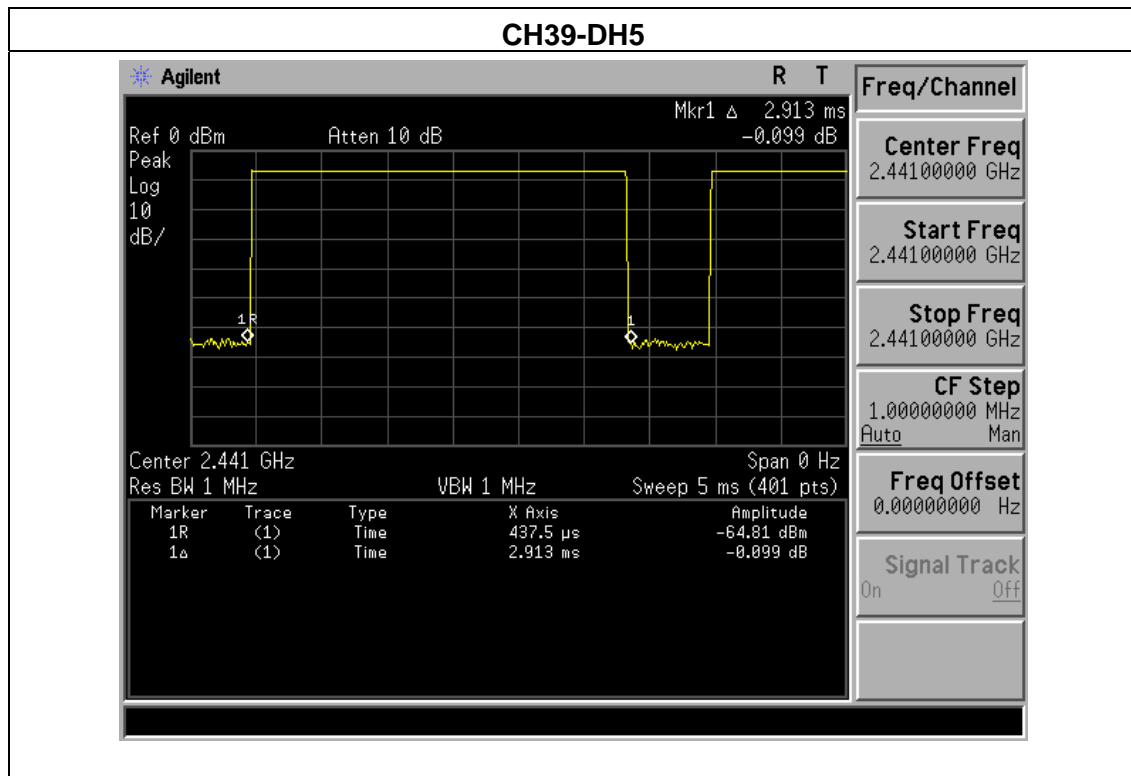 CH39-DH5
Agilent R T
Mkr1 Δ 2.913 ms
Ref 0 dBm Atten 10 dB -0.099 dB
Peak
Log
10
dB/
1R
1
Center 2.441 GHz Span 0 Hz
Res BW 1 MHz VBW 1 MHz Sweep 5 ms (401 pts)
Marker Trace Type X Axis Amplitude
1R (1) Time 437.5 µs -64.81 dBm
1Δ (1) Time 2.913 ms -0.099 dB
Freq/Channel
Center Freq
2.44100000 GHz
Start Freq
2.44100000 GHz
Stop Freq
2.44100000 GHz
CF Step
1.00000000 MHz
Auto Man
Freq Offset
0.00000000 Hz
Signal Track
On Off